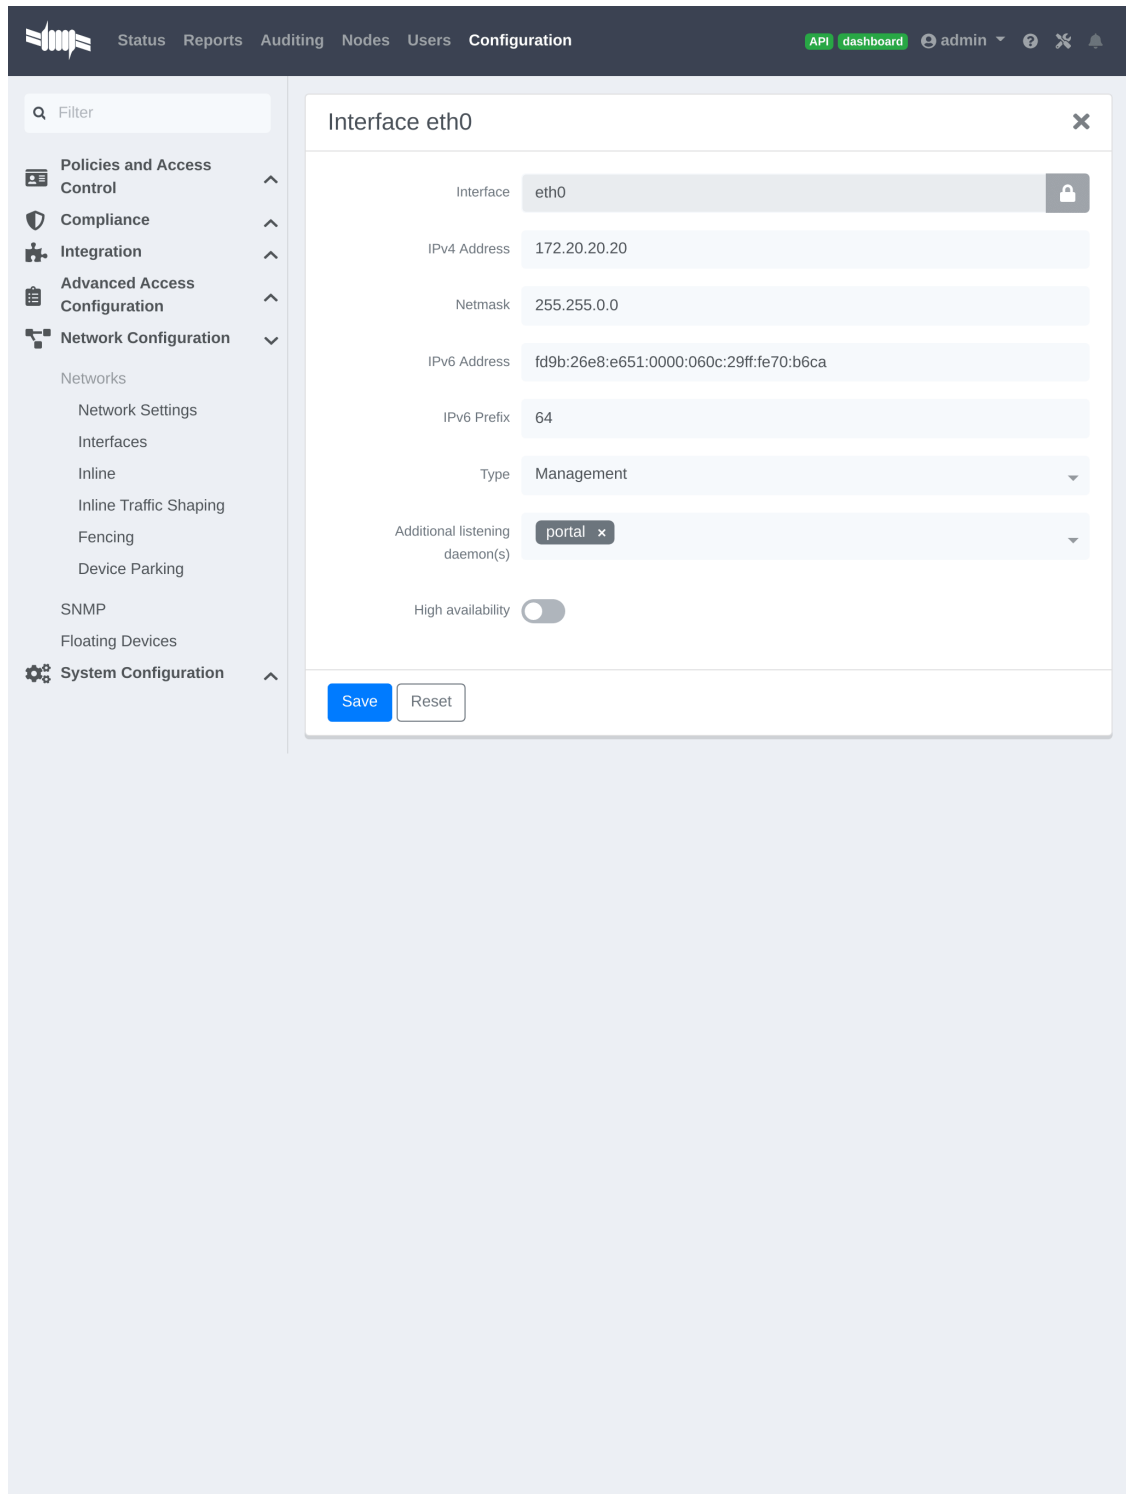 Status Reports Auditing Nodes Users Configuration API dashboard admin
Filter
Policies and Access
Control
Compliance
Integration
Advanced Access
Configuration
Network Configuration
Networks
Network Settings
Interfaces
Inline
Inline Traffic Shaping
Fencing
Device Parking
SNMP
Floating Devices
System Configuration
Interface eth0
Interface eth0
IPv4 Address 172.20.20.20
Netmask 255.255.0.0
IPv6 Address fd9b:26e8:e651:0000:060c:29ff:fe70:b6ca
IPv6 Prefix 64
Type Management
Additional listening portal ×
daemon(s)
High availability
Save Reset